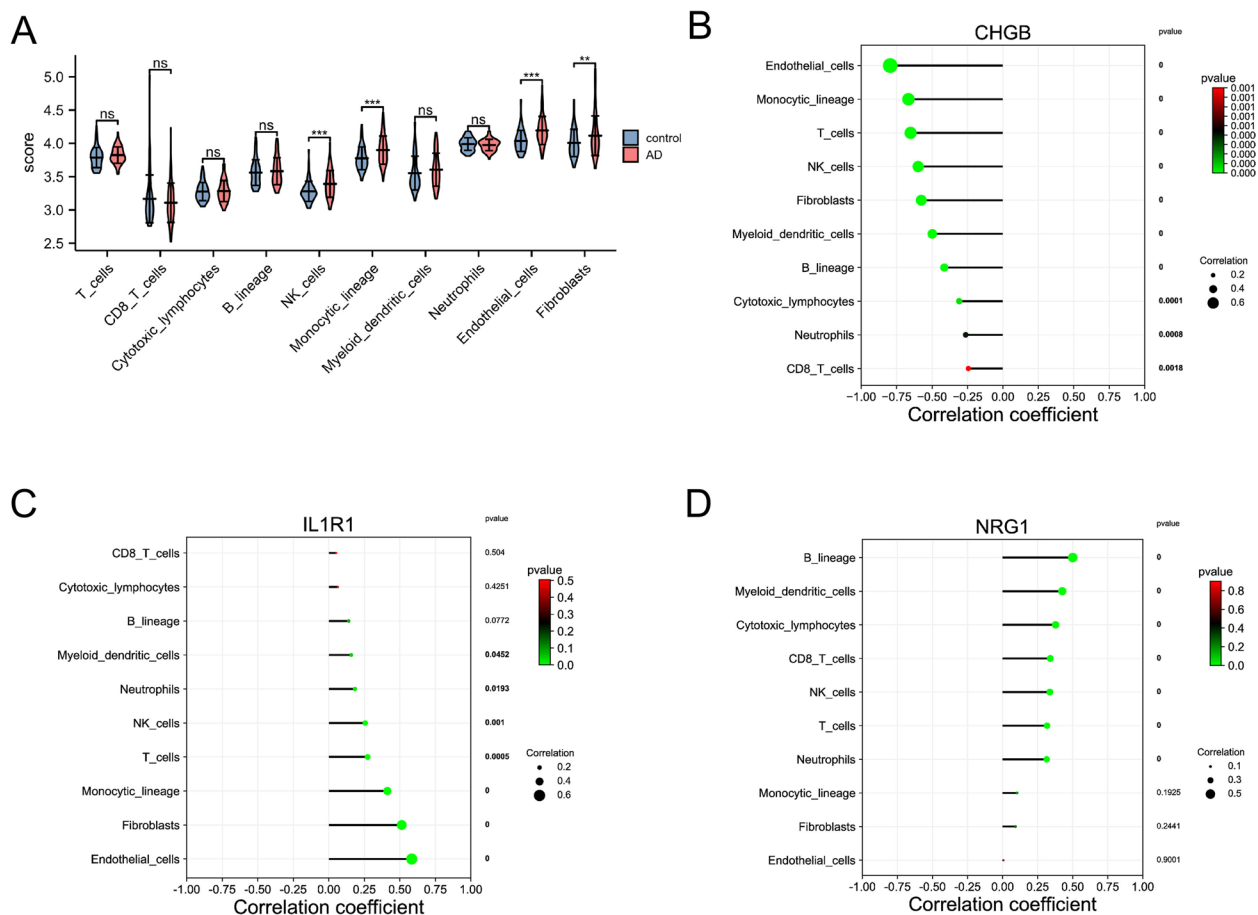 A
score
5.0
4.5
4.0
3.5
3.0
2.5
ns
ns
ns
ns
***
***
ns
ns
***
**
control
AD
T_cells
CD8_T_cells
Cytotoxic_lymphocytes
B_lineage
NK_cells
Monocytic_lineage
Myeloid_dendritic_cells
Neutrophils
Endothelial_cells
Fibroblasts
B
CHGB
pvalue
Endothelial_cells 0
Monocytic_lineage 0
T_cells 0
NK_cells 0
Fibroblasts 0
Myeloid_dendritic_cells 0
B_lineage 0
Cytotoxic_lymphocytes 0.0001
Neutrophils 0.0008
CD8_T_cells 0.0018
−1.00 −0.75 −0.50 −0.25 0.00 0.25 0.50 0.75 1.00
Correlation coefficient
pvalue
0.001
0.001
0.001
0.001
0.001
0.000
0.000
0.000
0.000
Correlation
0.2
0.4
0.6
C
IL1R1
pvalue
CD8_T_cells 0.504
Cytotoxic_lymphocytes 0.4251
B_lineage 0.0772
Myeloid_dendritic_cells 0.0452
Neutrophils 0.0193
NK_cells 0.001
T_cells 0.0005
Monocytic_lineage 0
Fibroblasts 0
Endothelial_cells 0
−1.00 −0.75 −0.50 −0.25 0.00 0.25 0.50 0.75 1.00
Correlation coefficient
pvalue
0.5
0.4
0.3
0.2
0.1
0.0
Correlation
0.2
0.4
0.6
D
NRG1
pvalue
B_lineage 0
Myeloid_dendritic_cells 0
Cytotoxic_lymphocytes 0
CD8_T_cells 0
NK_cells 0
T_cells 0
Neutrophils 0
Monocytic_lineage 0.1925
Fibroblasts 0.2441
Endothelial_cells 0.9001
−1.00 −0.75 −0.50 −0.25 0.00 0.25 0.50 0.75 1.00
Correlation coefficient
pvalue
0.8
0.6
0.4
0.2
0.0
Correlation
0.1
0.3
0.5